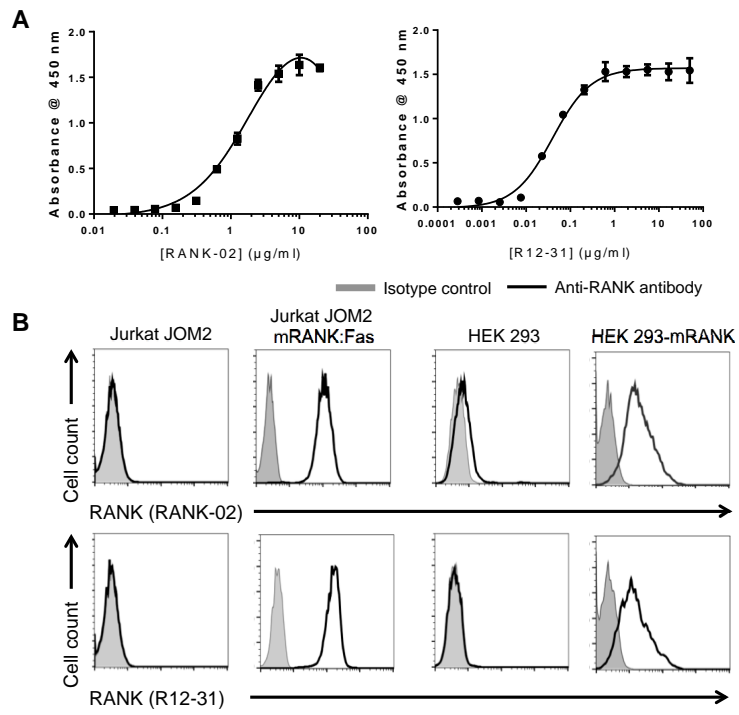 A
Absorbance @ 450 nm
2.0
1.5
1.0
0.5
0.0
0.01
0.1
1
10
100
[RANK-02] (µg/ml)
Absorbance @ 450 nm
2.0
1.5
1.0
0.5
0.0
0.0001
0.001
0.01
0.1
1
10
100
[R12-31] (µg/ml)
Isotype control
Anti-RANK antibody
B
Jurkat JOM2
Jurkat JOM2
mRANK:Fas
HEK 293
HEK 293-mRANK
Cell count
RANK (RANK-02)
Cell count
RANK (R12-31)